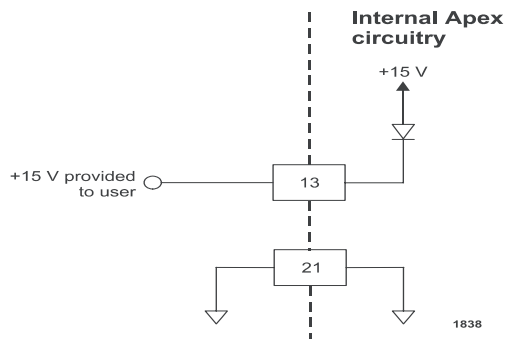 Internal Apex
circuitry
+15 V
+15 V provided
to user
13
21
1838